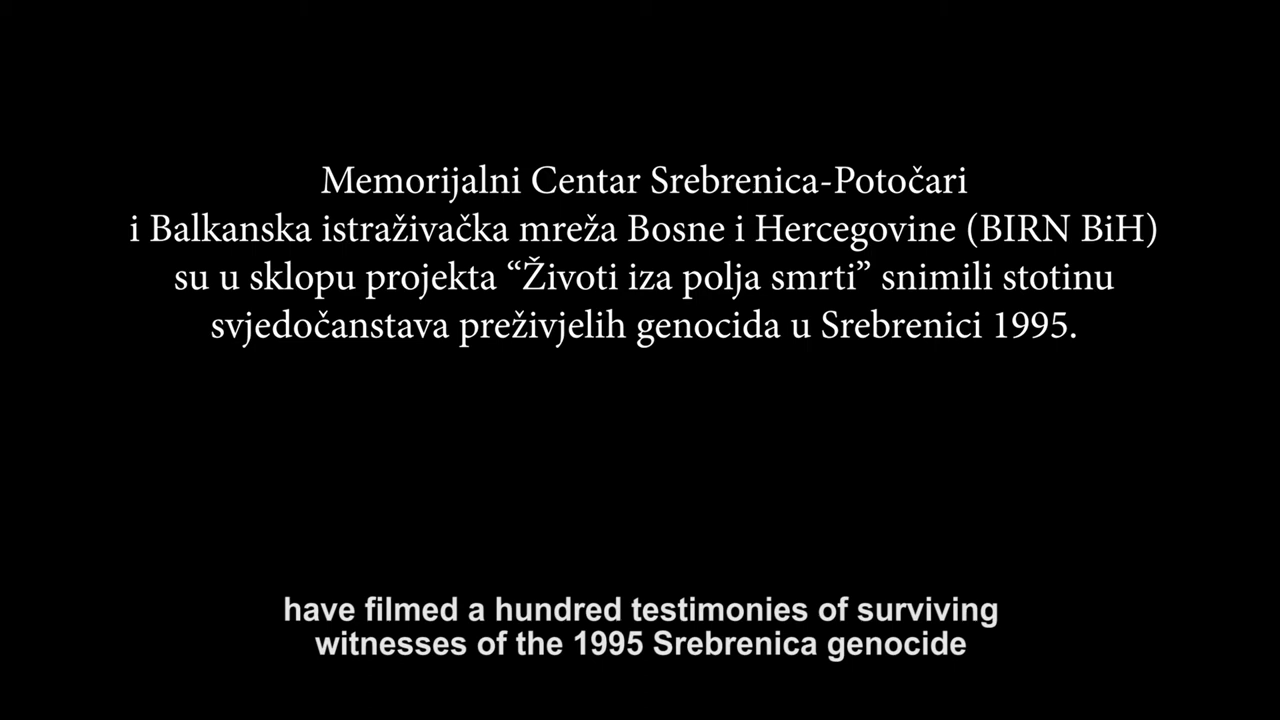 Memorijalni Centar Srebrenica-Potočari
i Balkanska istraživačka mreža Bosne i Hercegovine (BIRN BiH)
su u sklopu projekta “Životi iza polja smrti” snimili stotinu
svjedočanstava preživjelih genocida u Srebrenici 1995.
have filmed a hundred testimonies of surviving
witnesses of the 1995 Srebrenica genocide